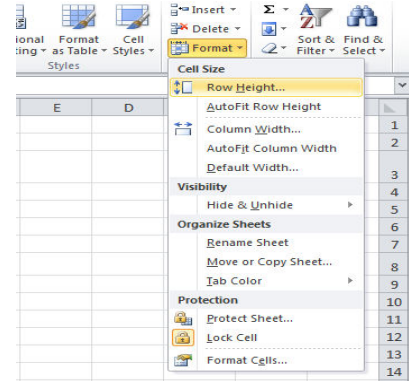 Insert
Delete
Format
Σ
ional Format Cell
ting as Table Styles
Styles
Sort & Find &
Filter Select
Cell Size
Row Height...
AutoFit Row Height
Column Width...
AutoFit Column Width
Default Width...
Visibility
Hide & Unhide
Organize Sheets
Rename Sheet
Move or Copy Sheet...
Tab Color
Protection
Protect Sheet...
Lock Cell
Format Cells...
E D
1
2
3
4
5
6
7
8
9
10
11
12
13
14